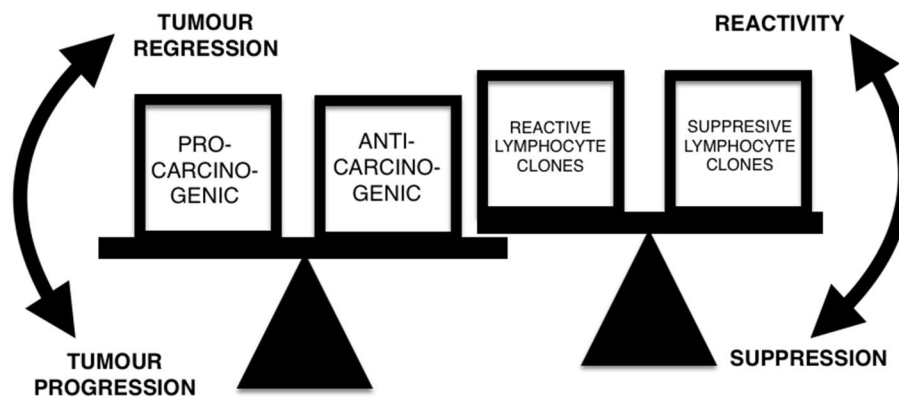 TUMOUR
REGRESSION
REACTIVITY
PRO-
CARCINO-
GENIC
ANTI-
CARCINO-
GENIC
REACTIVE
LYMPHOCYTE
CLONES
SUPPRESIVE
LYMPHOCYTE
CLONES
TUMOUR
PROGRESSION
SUPPRESSION